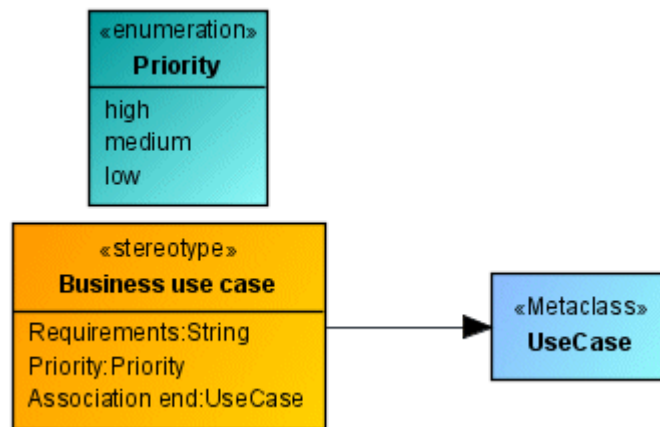 «enumeration»
Priority
high
medium
low
«stereotype»
Business use case
Requirements:String
Priority:Priority
Association end:UseCase
«Metaclass»
UseCase